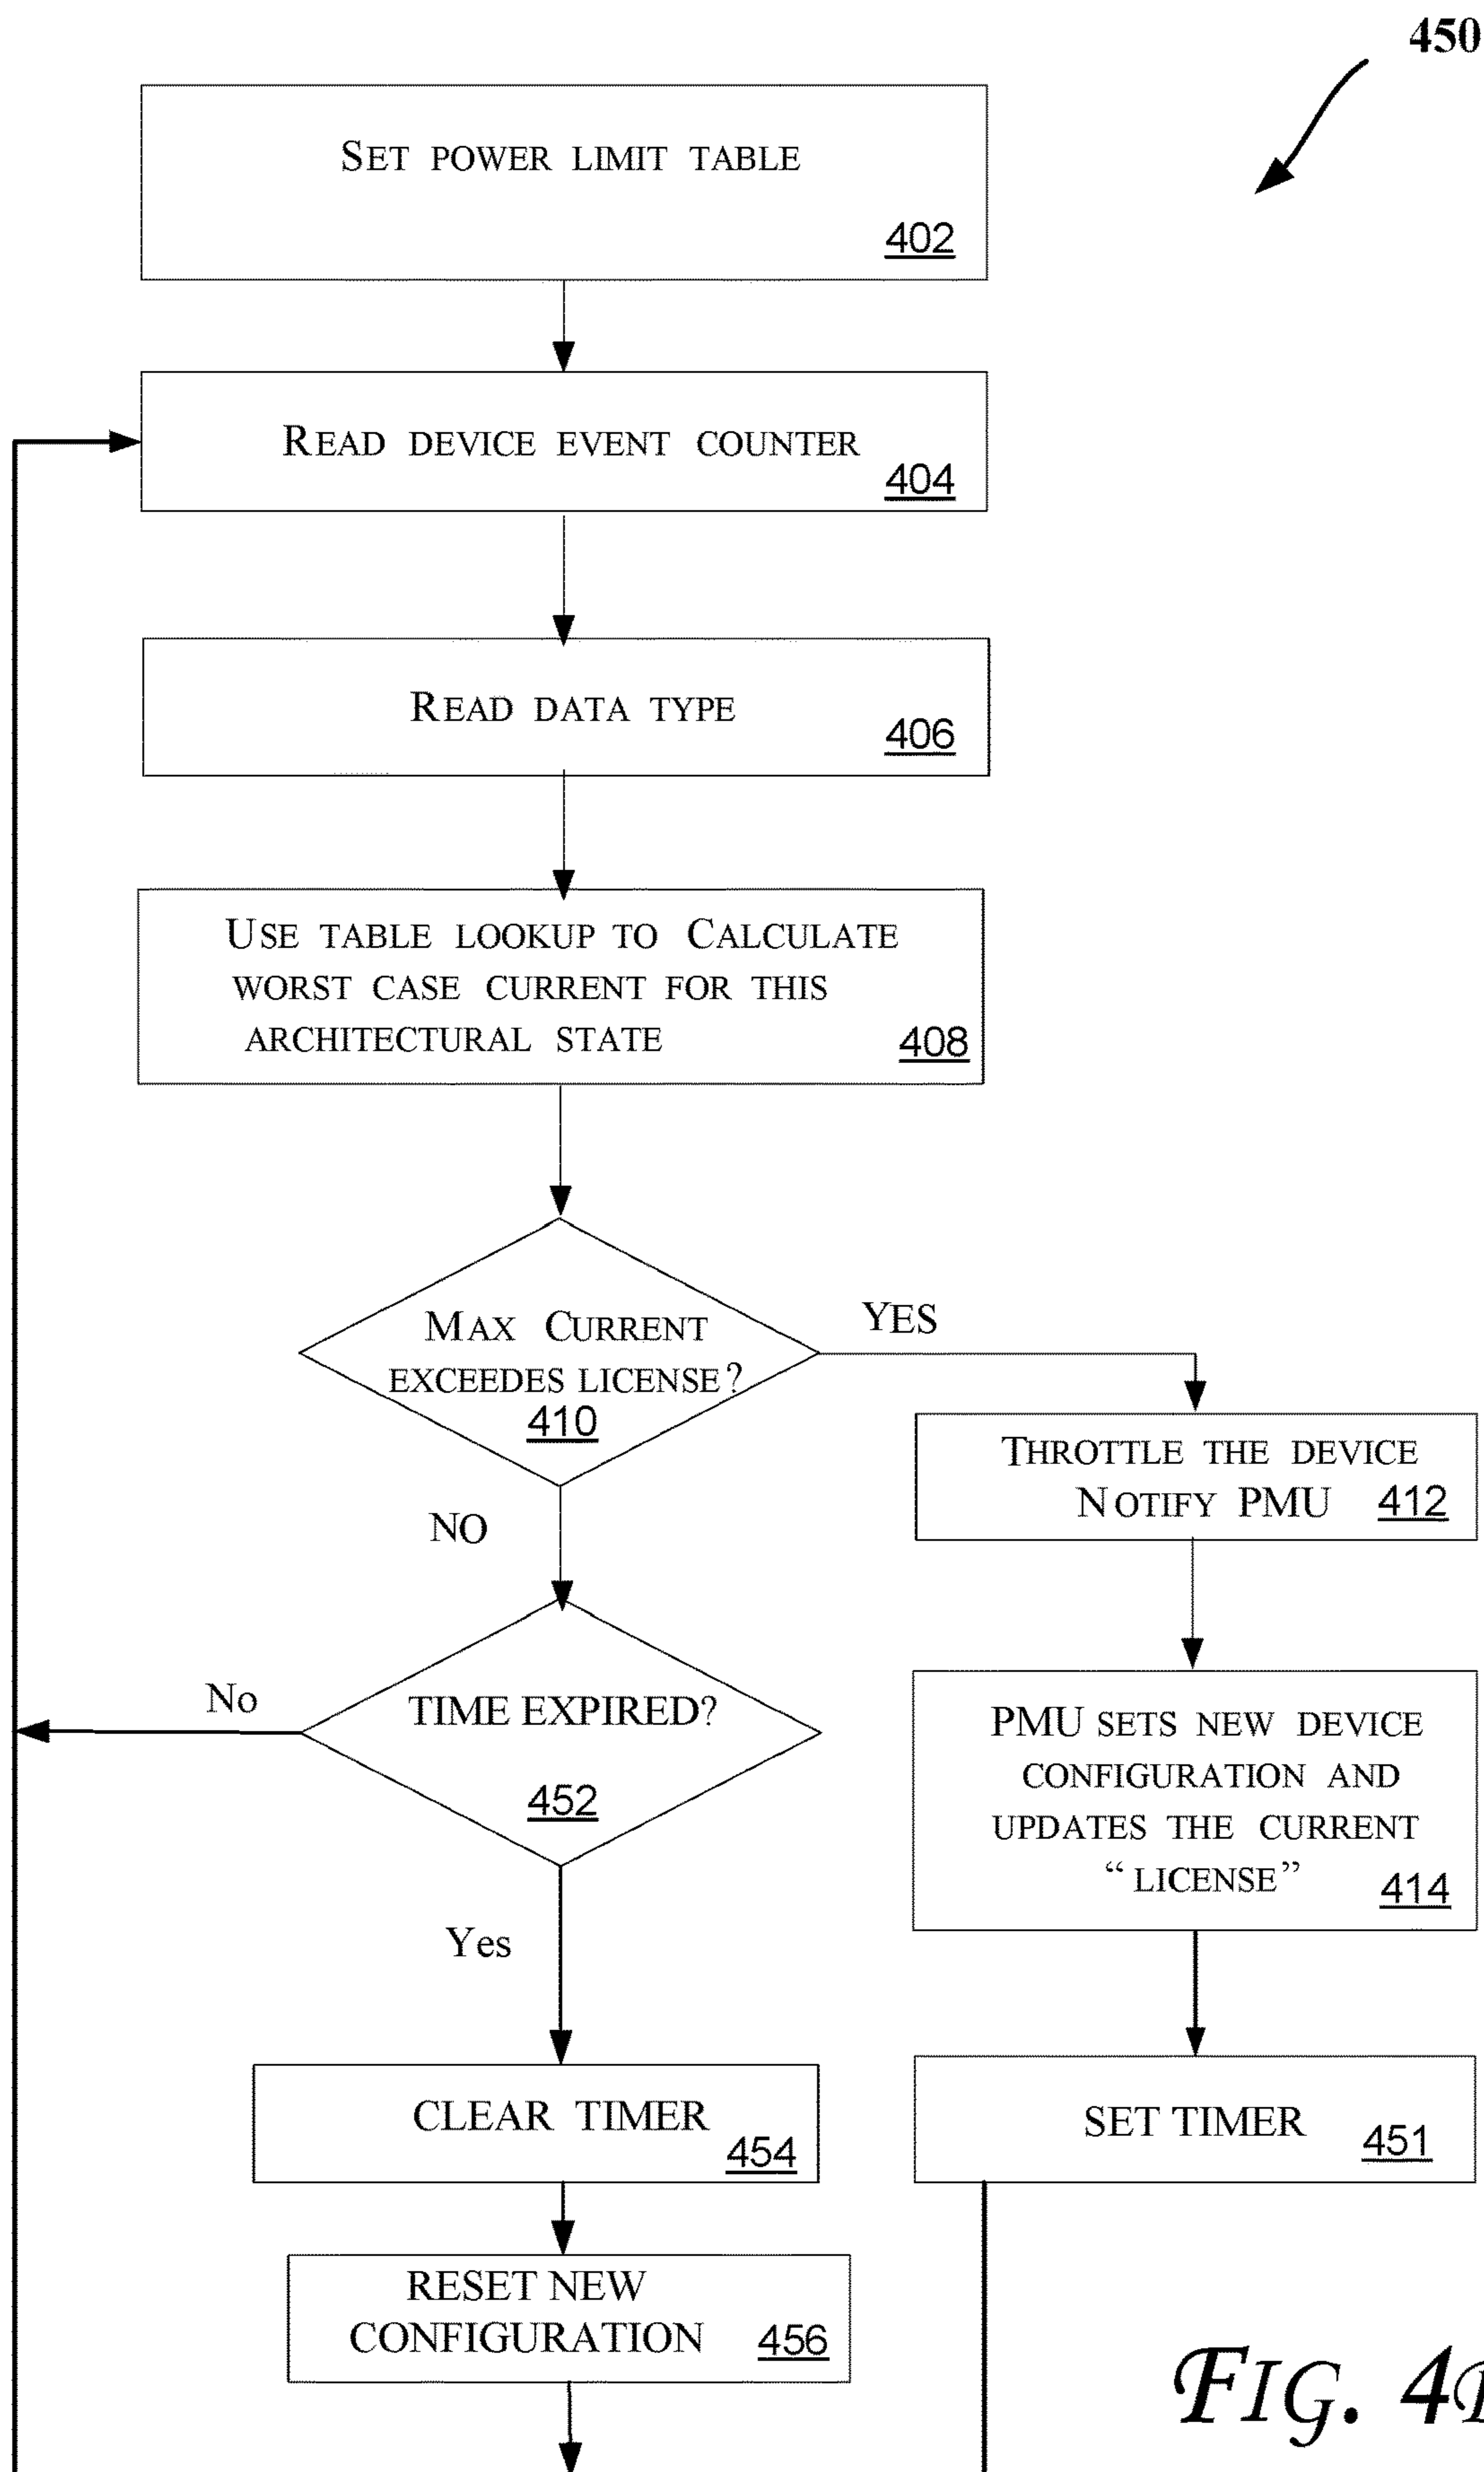 450
SET POWER LIMIT TABLE
402
READ DEVICE EVENT COUNTER
404
READ DATA TYPE
406
USE TABLE LOOKUP TO CALCULATE
WORST CASE CURRENT FOR THIS
ARCHITECTURAL STATE
408
MAX CURRENT
EXCEEDES LICENSE?
410
YES
NO
THROTTLE THE DEVICE
NOTIFY PMU 412
TIME EXPIRED?
452
No
Yes
PMU SETS NEW DEVICE
CONFIGURATION AND
UPDATES THE CURRENT
“ LICENSE”
414
CLEAR TIMER
454
SET TIMER
451
RESET NEW
CONFIGURATION 456
FIG. 4